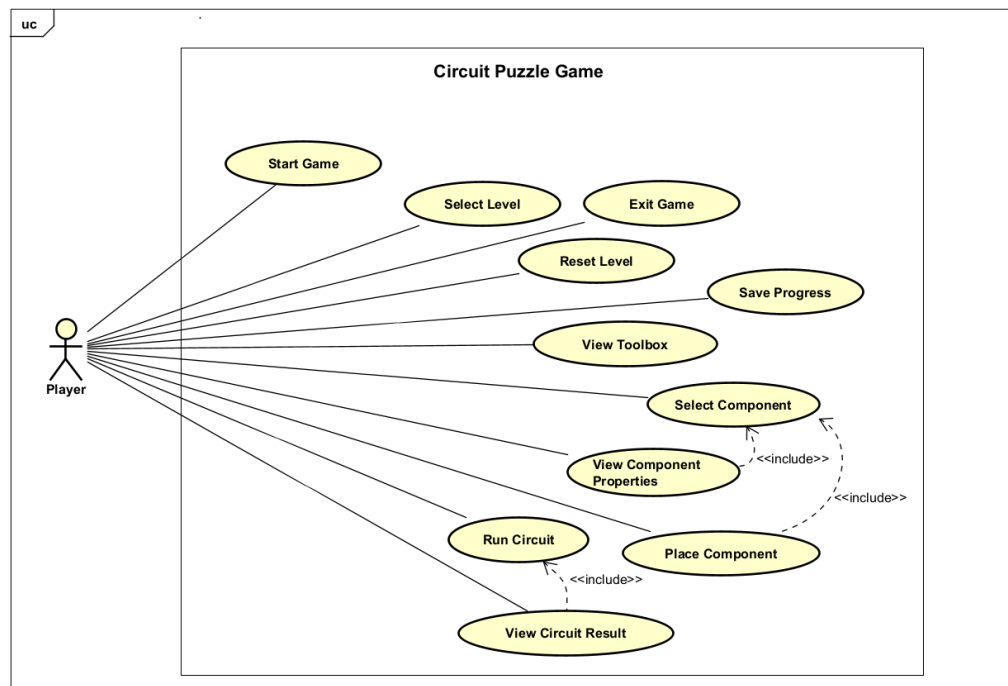 uc
Circuit Puzzle Game
Start Game
Select Level
Exit Game
Reset Level
Save Progress
View Toolbox
Player
Select Component
View Component
Properties
<<include>>
<<include>>
Run Circuit
Place Component
<<include>>
View Circuit Result